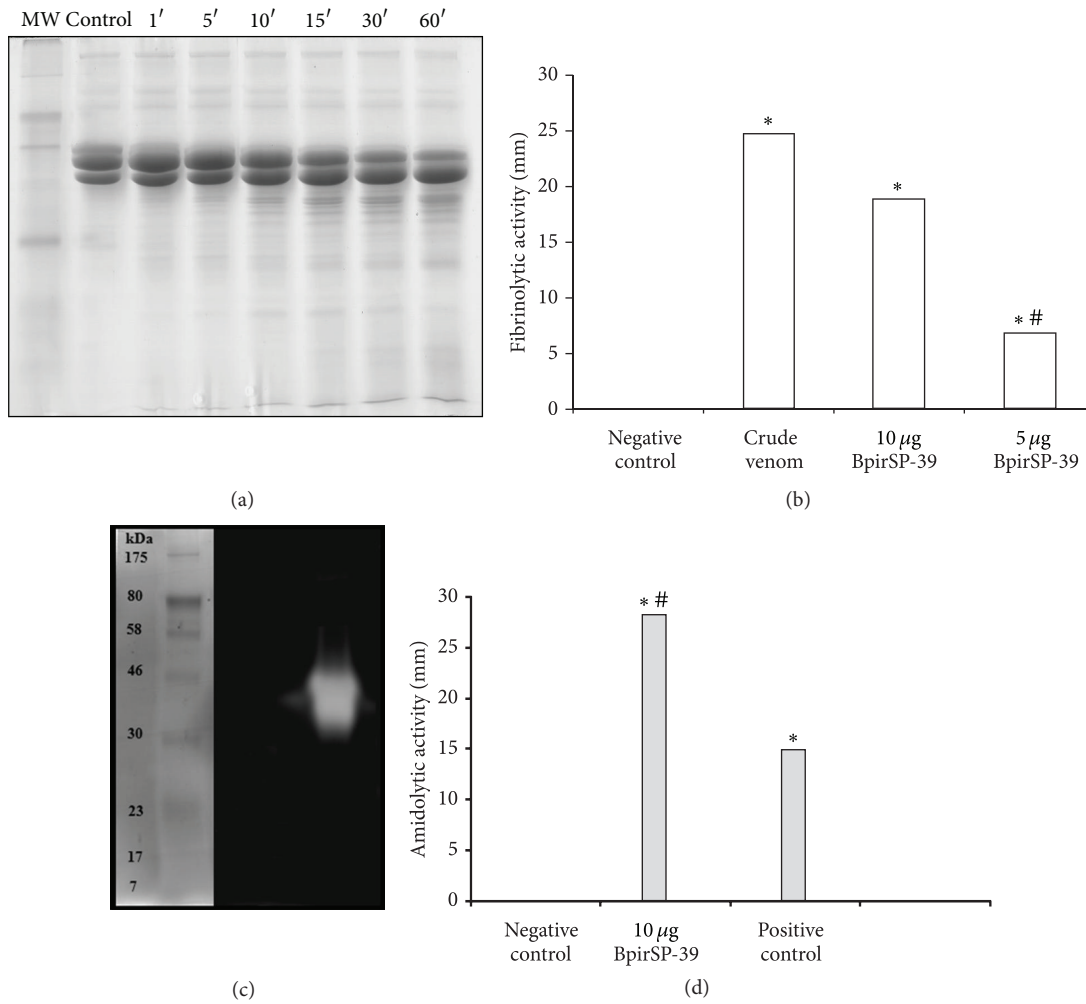 MW Control 1′ 5′ 10′ 15′ 30′ 60′
(a)
Fibrinolytic activity (mm)
30
25
20
15
10
5
0
*
*
* #
Negative control
Crude venom
10 μg BpirSP-39
5 μg BpirSP-39
(b)
kDa
175
80
58
46
30
23
17
7
(c)
Amidolytic activity (mm)
30
25
20
15
10
5
0
* #
*
Negative control
10 μg BpirSP-39
Positive control
(d)